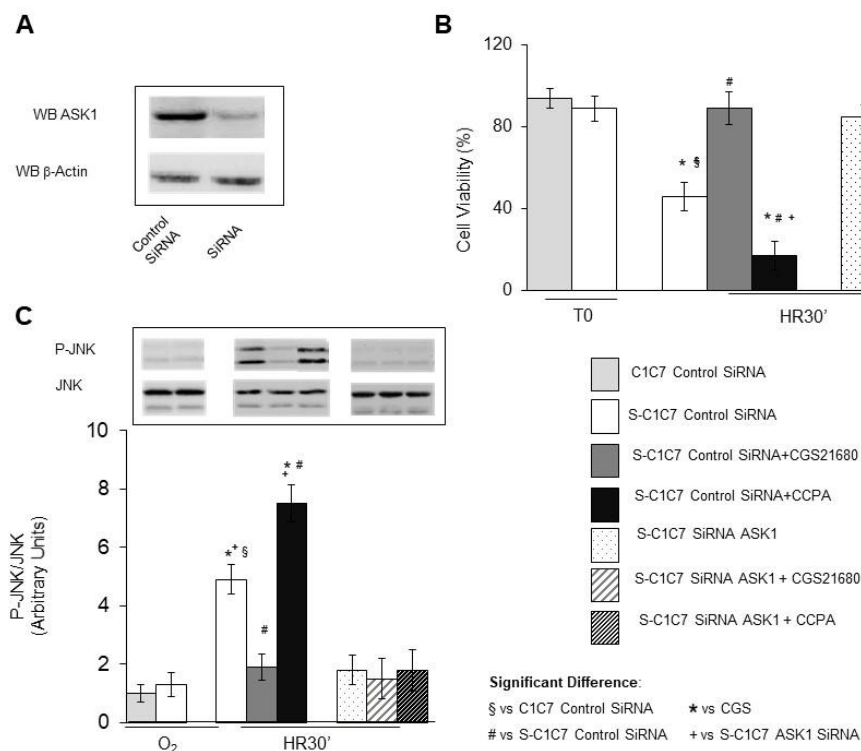 A
WB ASK1
WB β-Actin
Control
SiRNA
SiRNA
B
120
80
40
0
Cell Viability (%)
* §
#
* # +
T0
HR30'
C
P-JNK
JNK
10
8
6
4
2
0
P-JNK/JNK
(Arbitrary Units)
*+ §
#
* #
+
O2
HR30'
C1C7 Control SiRNA
S-C1C7 Control SiRNA
S-C1C7 Control SiRNA+CGS21680
S-C1C7 Control SiRNA+CCPA
S-C1C7 SiRNA ASK1
S-C1C7 SiRNA ASK1 + CGS21680
S-C1C7 SiRNA ASK1 + CCPA
Significant Difference:
§ vs C1C7 Control SiRNA * vs CGS
# vs S-C1C7 Control SiRNA + vs S-C1C7 ASK1 SiRNA